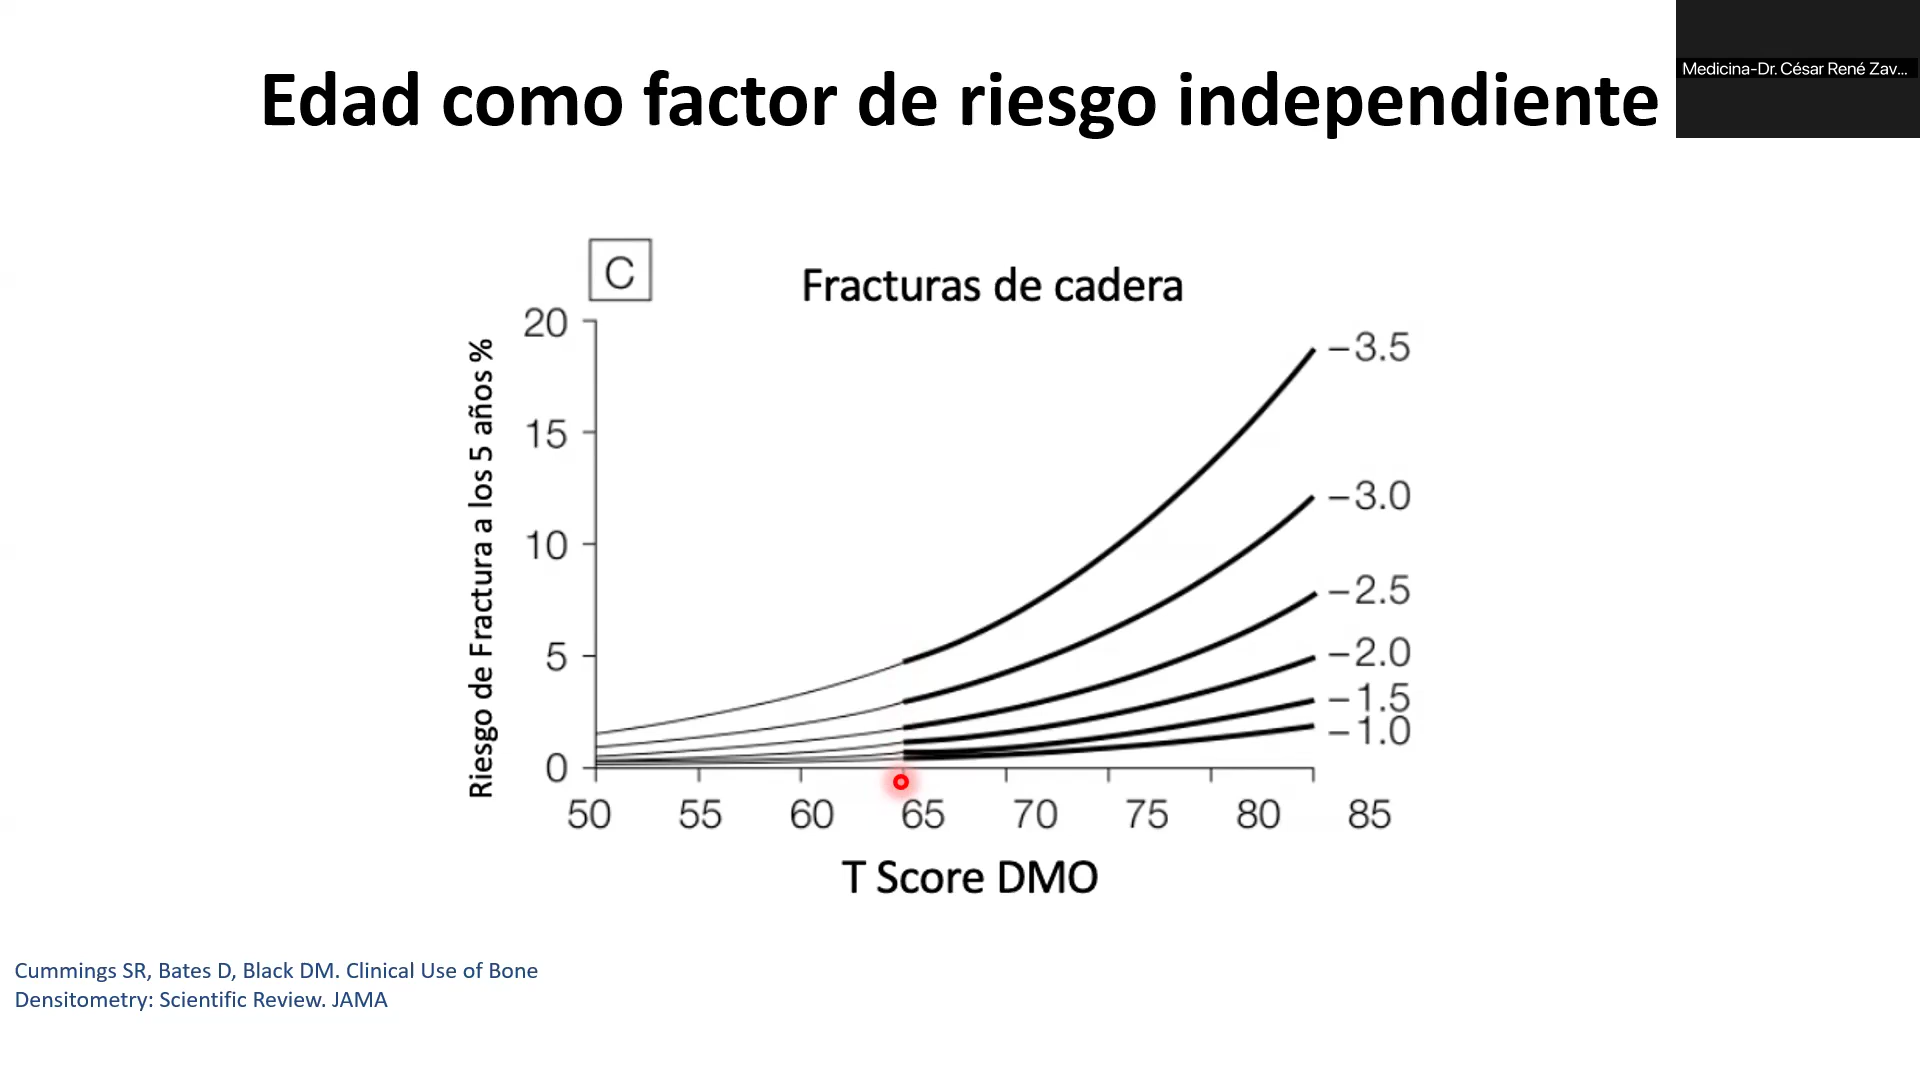 Edad como factor de riesgo independiente
Medicina-Dr. César René Zav...
C
Fracturas de cadera
Riesgo de Fractura a los 5 años %
20
15
10
5
0
−3.5
−3.0
−2.5
−2.0
−1.5
−1.0
50 55 60 65 70 75 80 85
T Score DMO
Cummings SR, Bates D, Black DM. Clinical Use of Bone
Densitometry: Scientific Review. JAMA